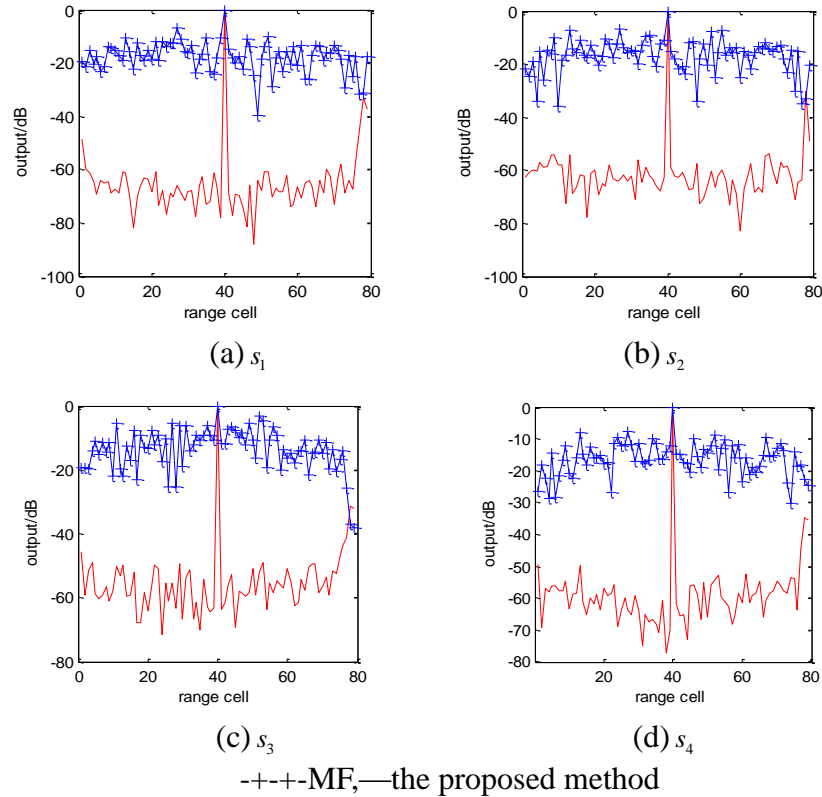 0
-20
-40
-60
-80
-100
0 20 40 60 80
output/dB
range cell
(a) s1
0
-20
-40
-60
-80
-100
20 40 60 80
output/dB
range cell
(b) s2
0
-20
-40
-60
-80
0 20 40 60 80
output/dB
range cell
(c) s3
0
-10
-20
-30
-40
-50
-60
-70
-80
20 40 60 80
output/dB
range cell
(d) s4
-+-+-MF,—the proposed method